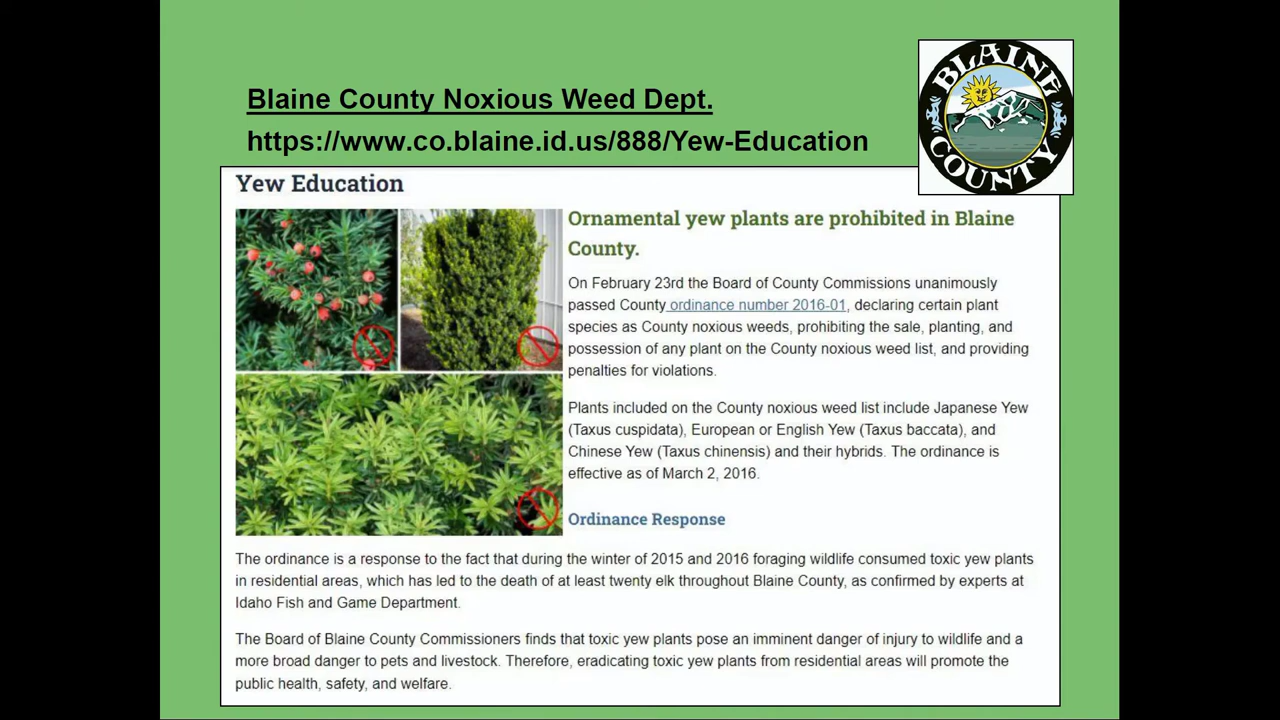 Blaine County Noxious Weed Dept.
https://www.co.blaine.id.us/888/Yew-Education
BLAINE
COUNTY
Yew Education
Ornamental yew plants are prohibited in Blaine
County.
On February 23rd the Board of County Commissions unanimously
passed County ordinance number 2016-01, declaring certain plant
species as County noxious weeds, prohibiting the sale, planting, and
possession of any plant on the County noxious weed list, and providing
penalties for violations.
Plants included on the County noxious weed list include Japanese Yew
(Taxus cuspidata), European or English Yew (Taxus baccata), and
Chinese Yew (Taxus chinensis) and their hybrids. The ordinance is
effective as of March 2, 2016.
Ordinance Response
The ordinance is a response to the fact that during the winter of 2015 and 2016 foraging wildlife consumed toxic yew plants
in residential areas, which has led to the death of at least twenty elk throughout Blaine County, as confirmed by experts at
Idaho Fish and Game Department.
The Board of Blaine County Commissioners finds that toxic yew plants pose an imminent danger of injury to wildlife and a
more broad danger to pets and livestock. Therefore, eradicating toxic yew plants from residential areas will promote the
public health, safety, and welfare.